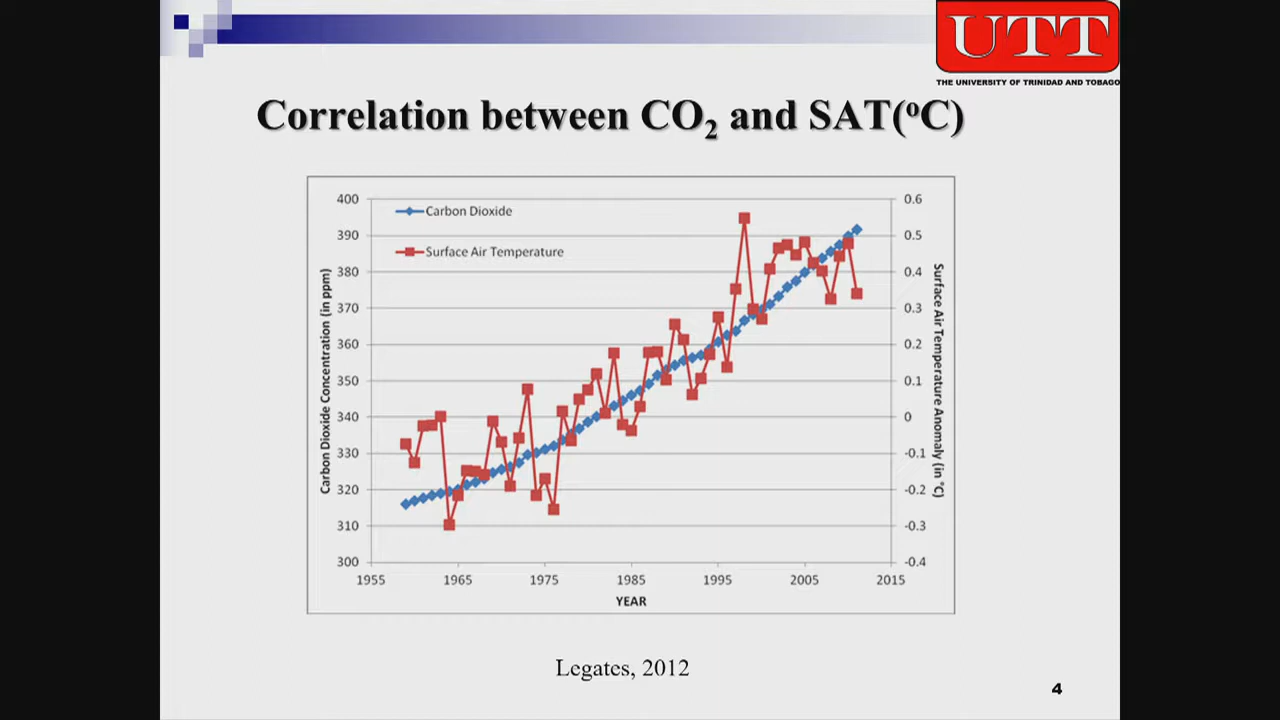 UTT
THE UNIVERSITY OF TRINIDAD AND TOBAGO
Correlation between CO₂ and SAT(ºC)
Carbon Dioxide
Surface Air Temperature
Carbon Dioxide Concentration (in ppm)
400
390
380
370
360
350
340
330
320
310
300
0.6
0.5
0.4
0.3
0.2
0.1
0
-0.1
-0.2
-0.3
-0.4
Surface Air Temperature Anomaly (in °C)
1955 1965 1975 1985 1995 2005 2015
YEAR
Legates, 2012
4